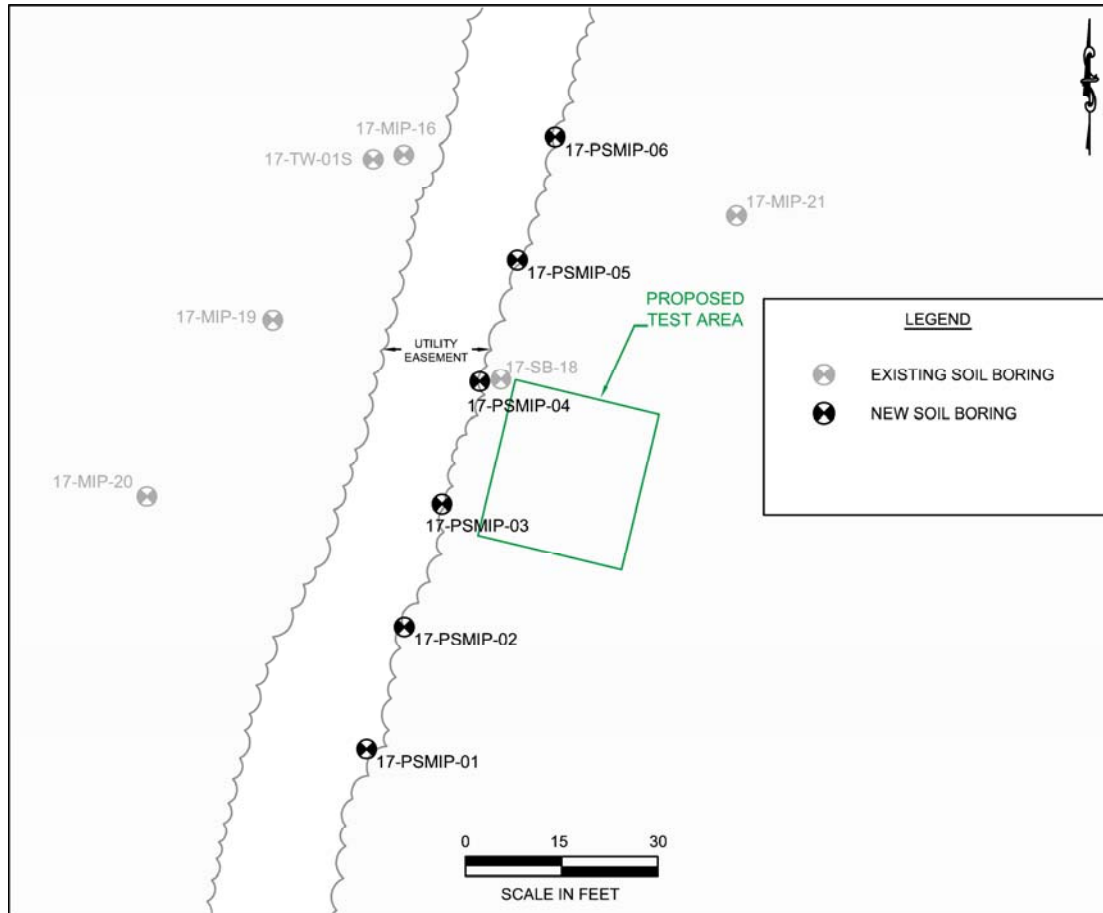 17-MIP-16
17-TW-01S
17-PSMIP-06
17-MIP-21
17-PSMIP-05
PROPOSED
TEST AREA
17-MIP-19
UTILITY
EASEMENT
LEGEND
17-SB-18
EXISTING SOIL BORING
17-PSMIP-04
NEW SOIL BORING
17-MIP-20
17-PSMIP-03
17-PSMIP-02
17-PSMIP-01
0 15 30
SCALE IN FEET